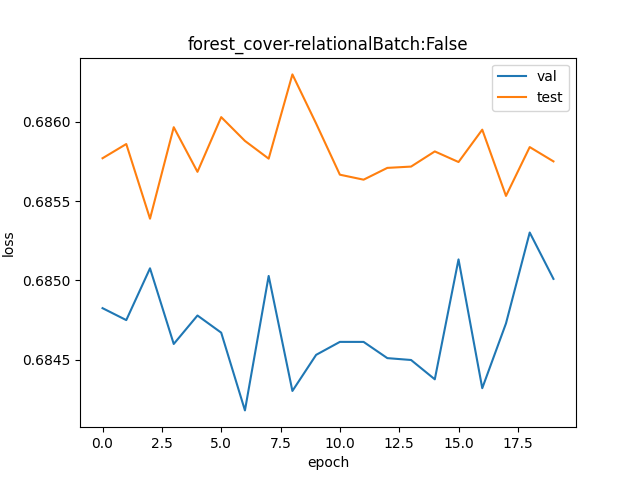 forest_cover-relationalBatch:False
val
test
0.6860
0.6855
0.6850
0.6845
loss
0.0 2.5 5.0 7.5 10.0 12.5 15.0 17.5
epoch